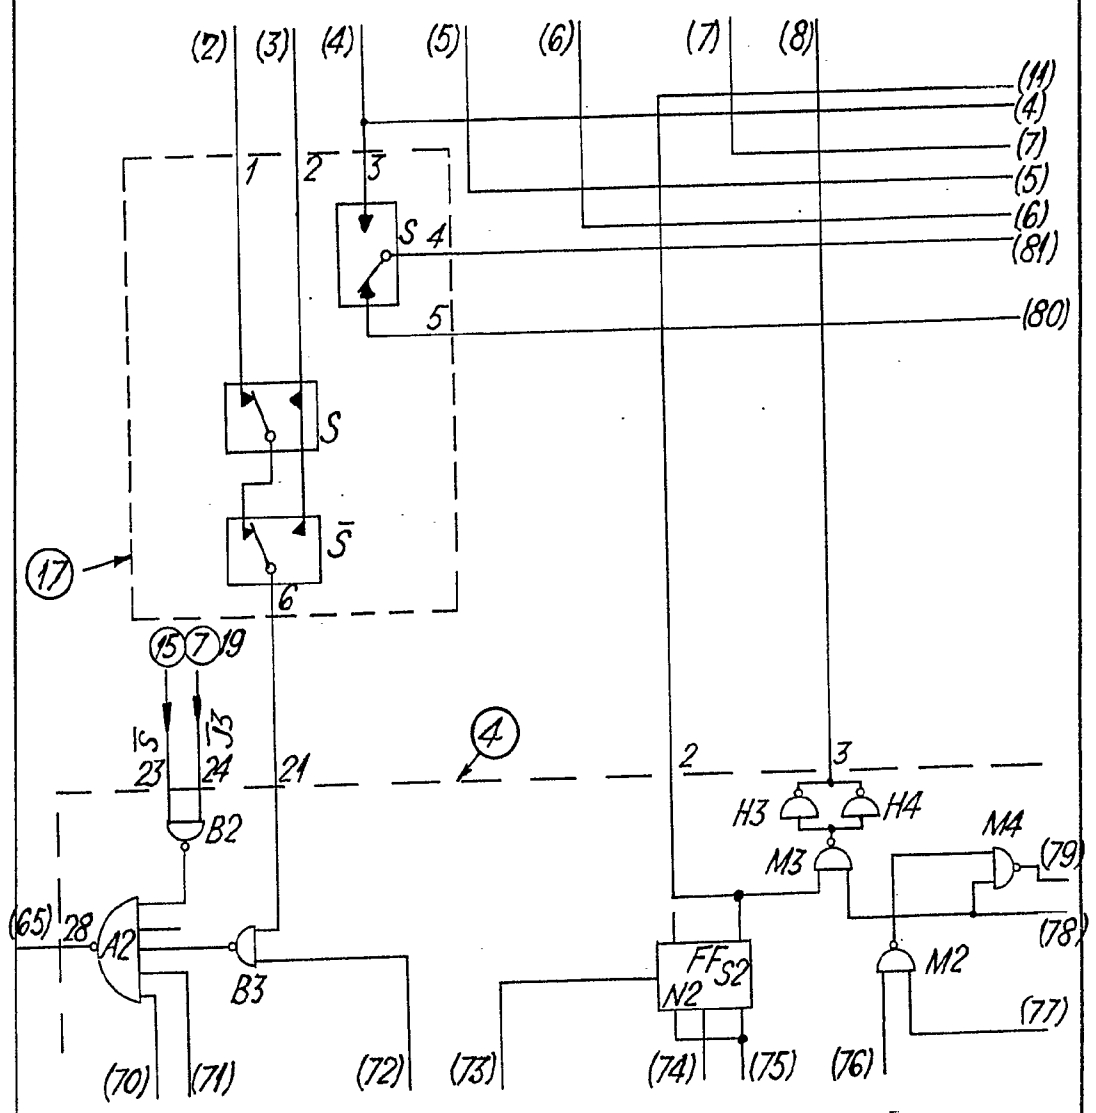 (2) (3) (4) (5) (6) (7) (8)
(11)
(4)
(7)
(5)
(6)
(81)
(80)
1 2 3
S 4
5
S
S̅
17
6
15 7 19
S̅ J̅3
4
23 24 21 2 3
B2 H3 H4
M4
M3 (79)
(65) 28 A2 (78)
B3 FF S2 M2
N2
(77)
(70) (71) (72) (73) (74) (75) (76)